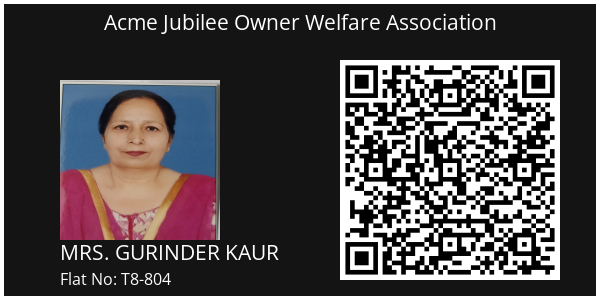 Acme Jubilee Owner Welfare Association
MRS. GURINDER KAUR
Flat No: T8-804